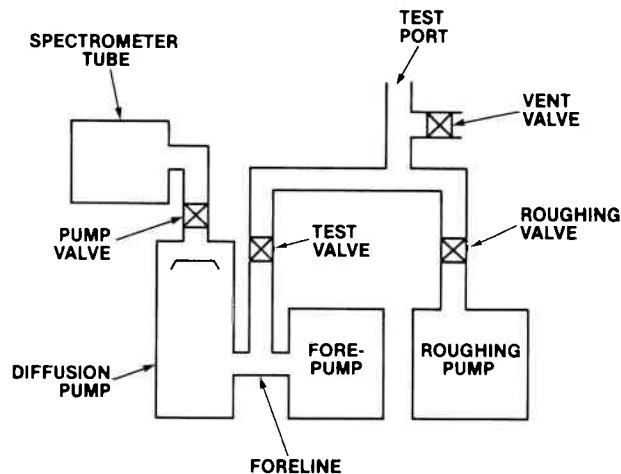 SPECTROMETER
TUBE
TEST
PORT
VENT
VALVE
PUMP
VALVE
TEST
VALVE
ROUGHING
VALVE
DIFFUSION
PUMP
FORE-
PUMP
ROUGHING
PUMP
FORELINE